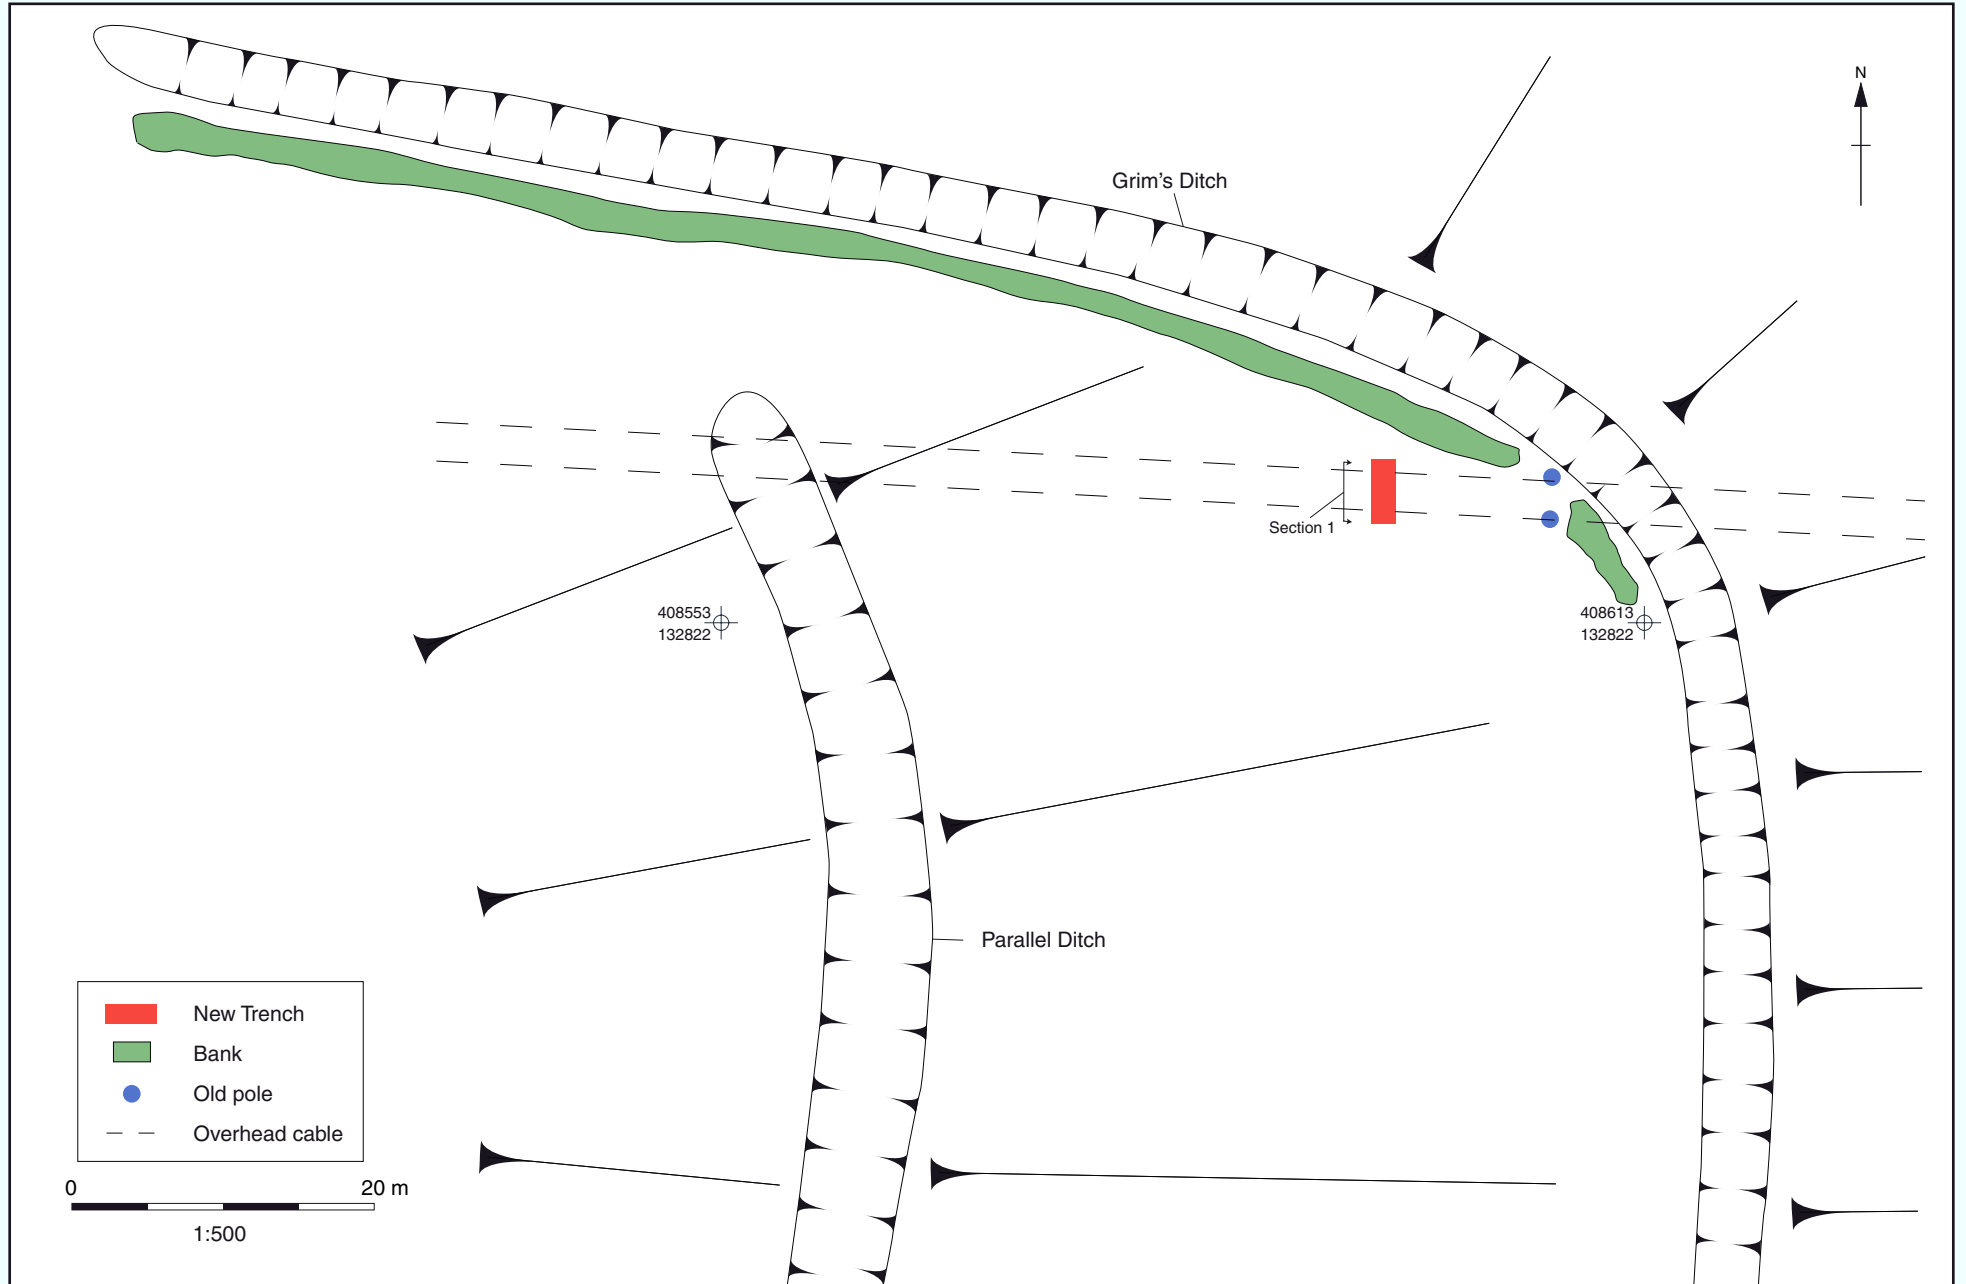 N
Grim's Ditch
Section 1
408553
132822
408613
132822
Parallel Ditch
New Trench
Bank
Old pole
Overhead cable
0 20 m
1:500